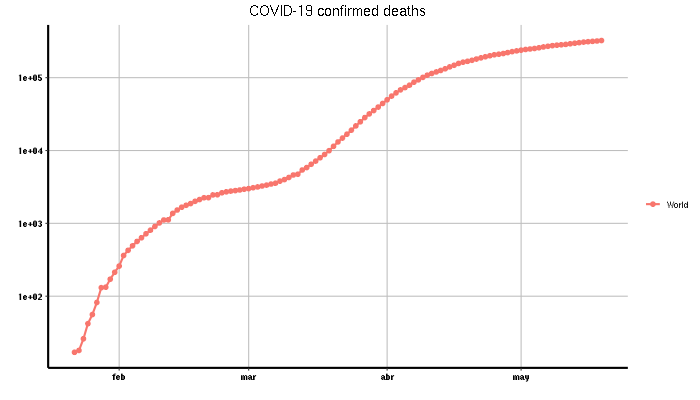 COVID-19 confirmed deaths
1e+05
1e+04
1e+03
1e+02
feb mar abr may
World